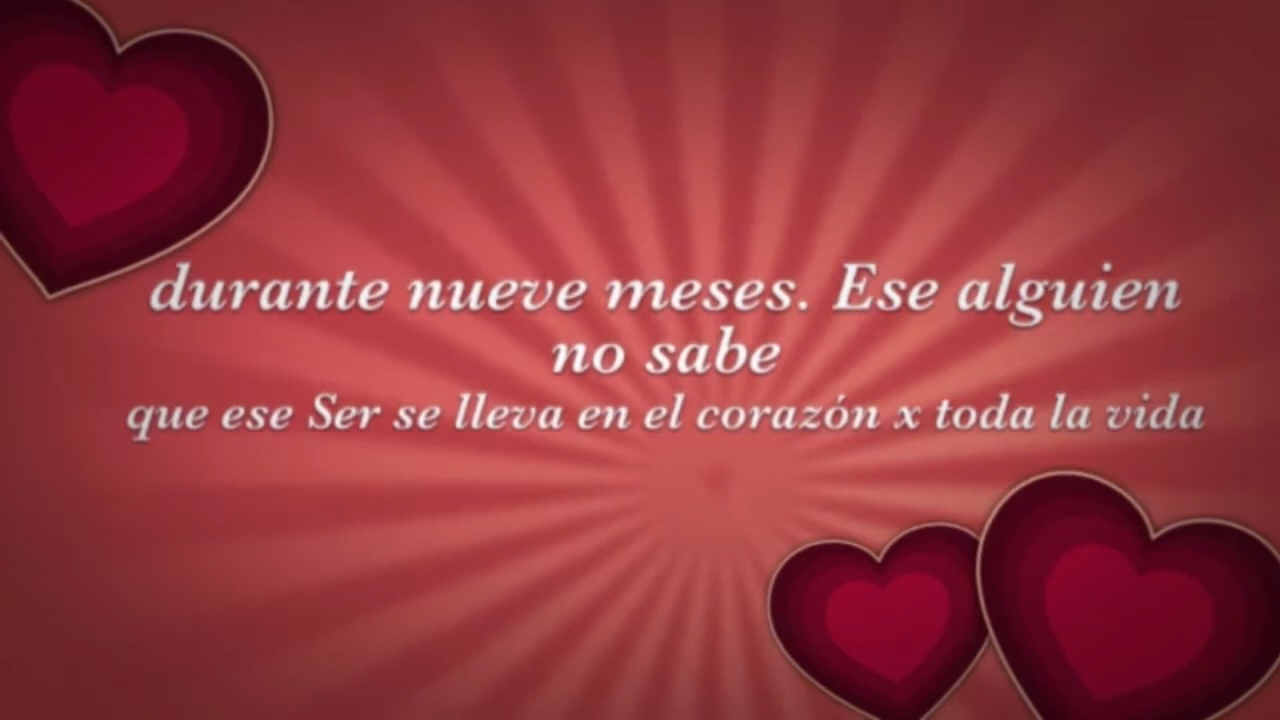 durante nueve meses. Ese alguien
no sabe
que ese Ser se lleva en el corazón x toda la vida